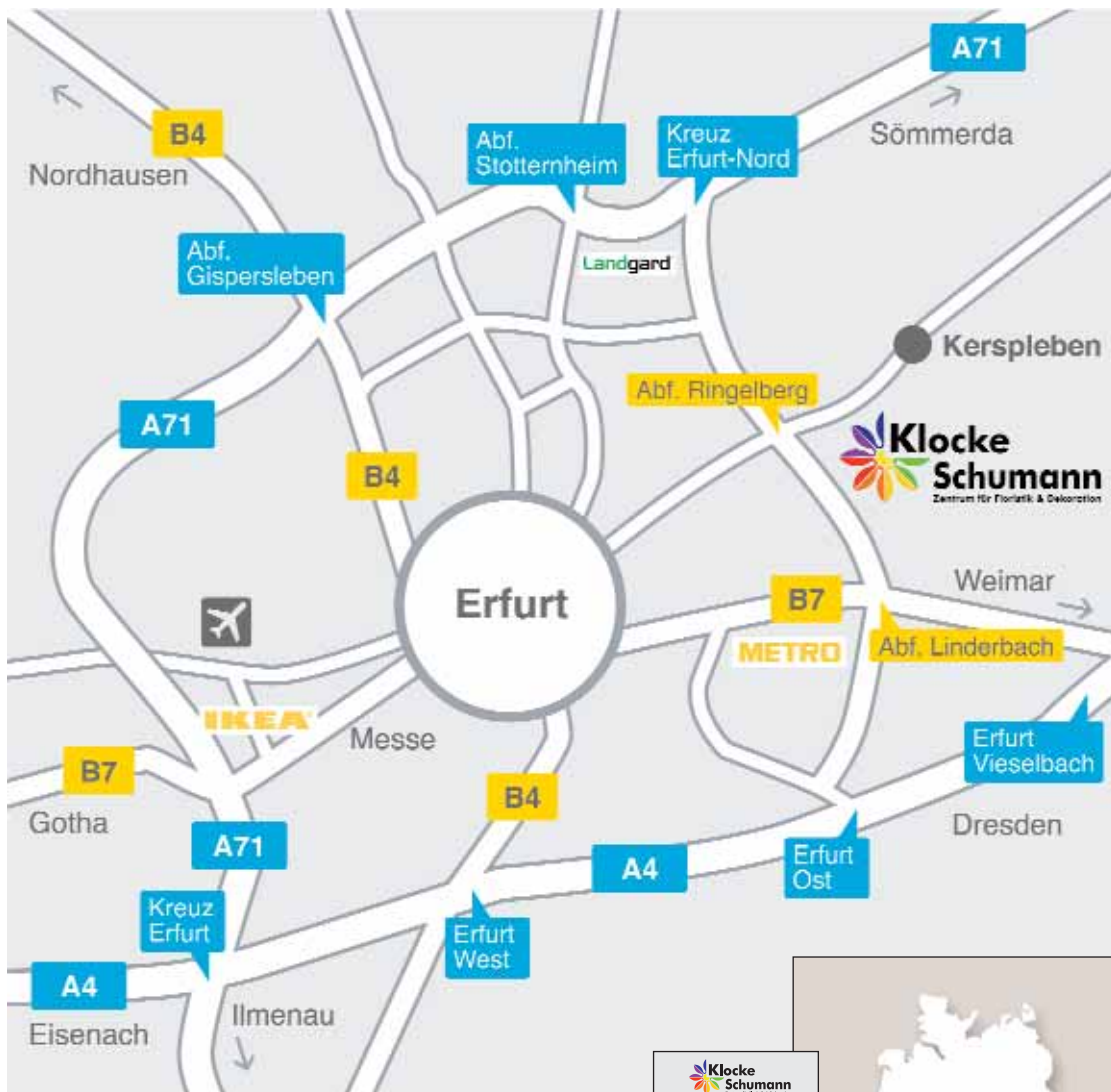 A71
Sömmerda
B4
Nordhausen
Abf.
Stotternheim
Kreuz
Erfurt-Nord
Abf.
Gispersleben
Landgard
Kerspleben
Abf. Ringelberg
A71
Klocke
Schumann
Zentrum für Floristik & Dekoration
B4
Erfurt
Weimar
B7
METRO
Abf. Linderbach
IKEA
Messe
Erfurt
Vieselbach
B7
Gotha
B4
Dresden
A71
A4
Erfurt
Ost
Kreuz
Erfurt
Erfurt
West
A4
Eisenach
Ilmenau
Klocke
Schumann